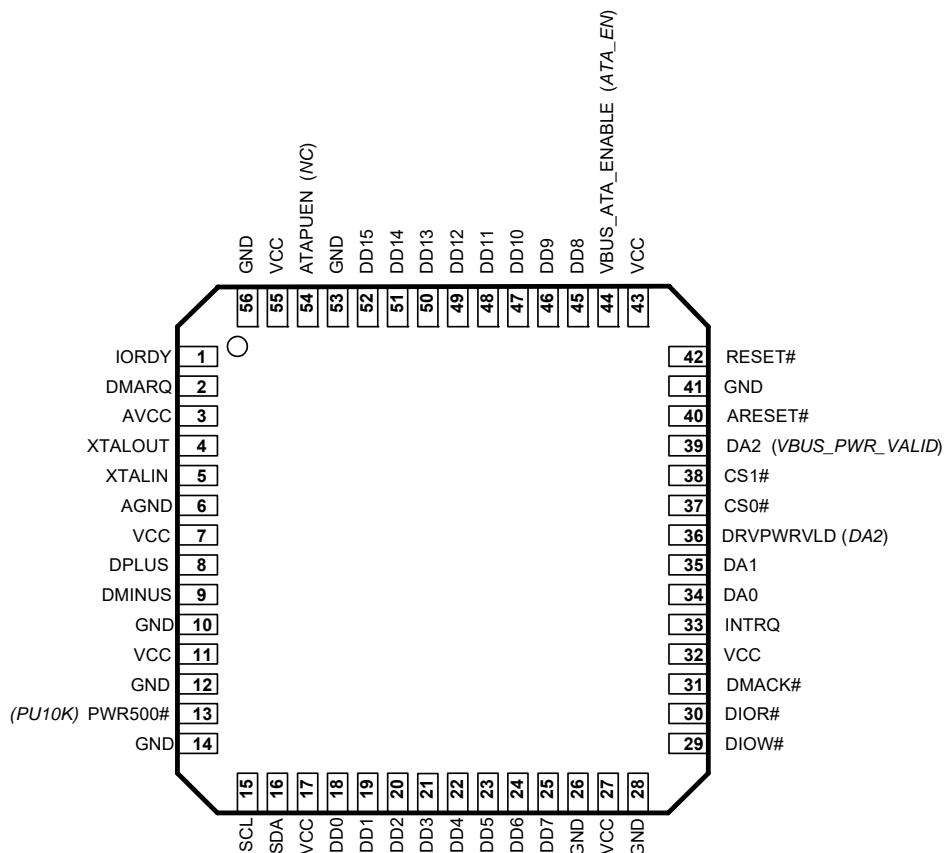 GND
VCC
ATAPUEN (NC)
GND
DD15
DD14
DD13
DD12
DD11
DD10
DD9
DD8
VBUS_ATA_ENABLE (ATA_EN)
VCC
56
55
54
53
52
51
50
49
48
47
46
45
44
43
IORDY 1
DMARQ 2
AVCC 3
XTALOUT 4
XTALIN 5
AGND 6
VCC 7
DPLUS 8
DMINUS 9
GND 10
VCC 11
GND 12
(PU10K) PWR500# 13
GND 14
42 RESET#
41 GND
40 ARESET#
39 DA2 (VBUS_PWR_VALID)
38 CS1#
37 CS0#
36 DRVPWRVLD (DA2)
35 DA1
34 DA0
33 INTRQ
32 VCC
31 DMACK#
30 DIOR#
29 DIOW#
15
16
17
18
19
20
21
22
23
24
25
26
27
28
SCL
SDA
VCC
DD0
DD1
DD2
DD3
DD4
DD5
DD6
DD7
GND
VCC
GND